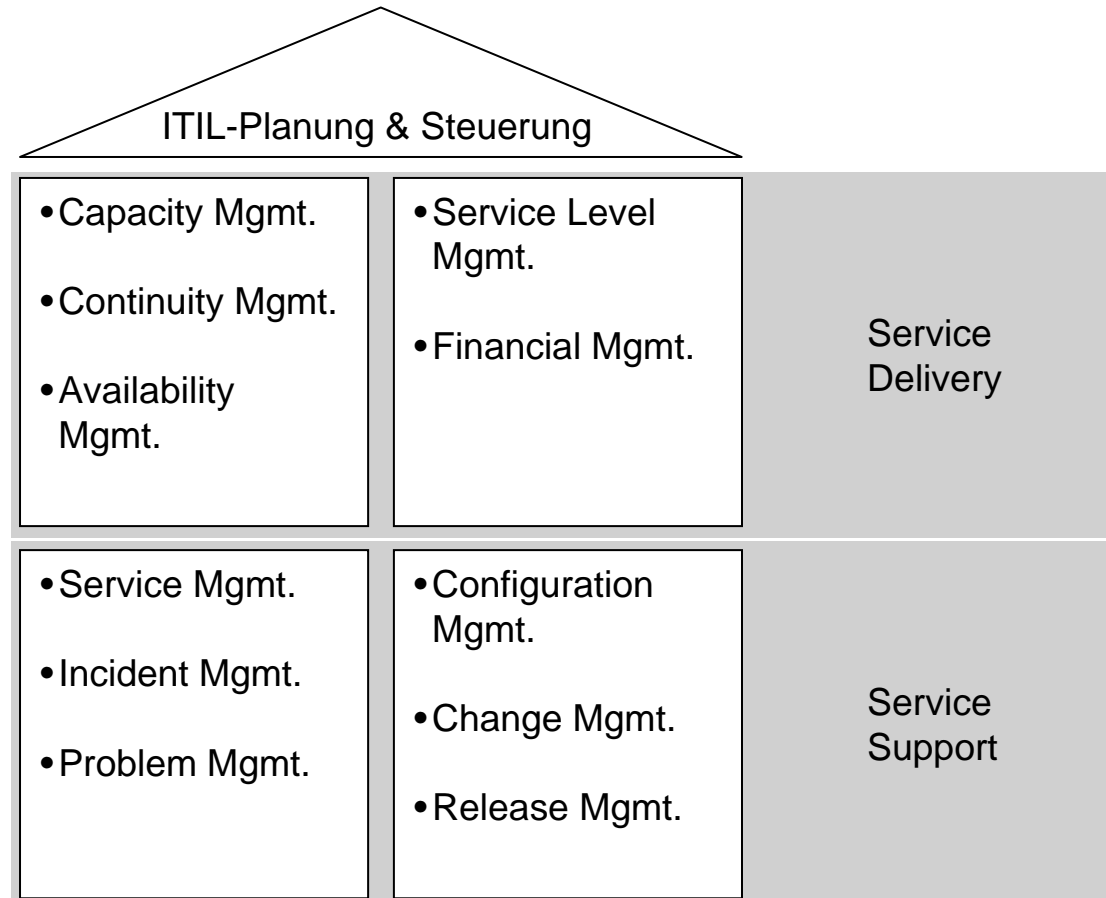 ITIL-Planung & Steuerung
•Capacity Mgmt.
•Continuity Mgmt.
•Availability
Mgmt.
•Service Level
Mgmt.
•Financial Mgmt.
Service
Delivery
•Service Mgmt.
•Incident Mgmt.
•Problem Mgmt.
•Configuration
Mgmt.
•Change Mgmt.
•Release Mgmt.
Service
Support